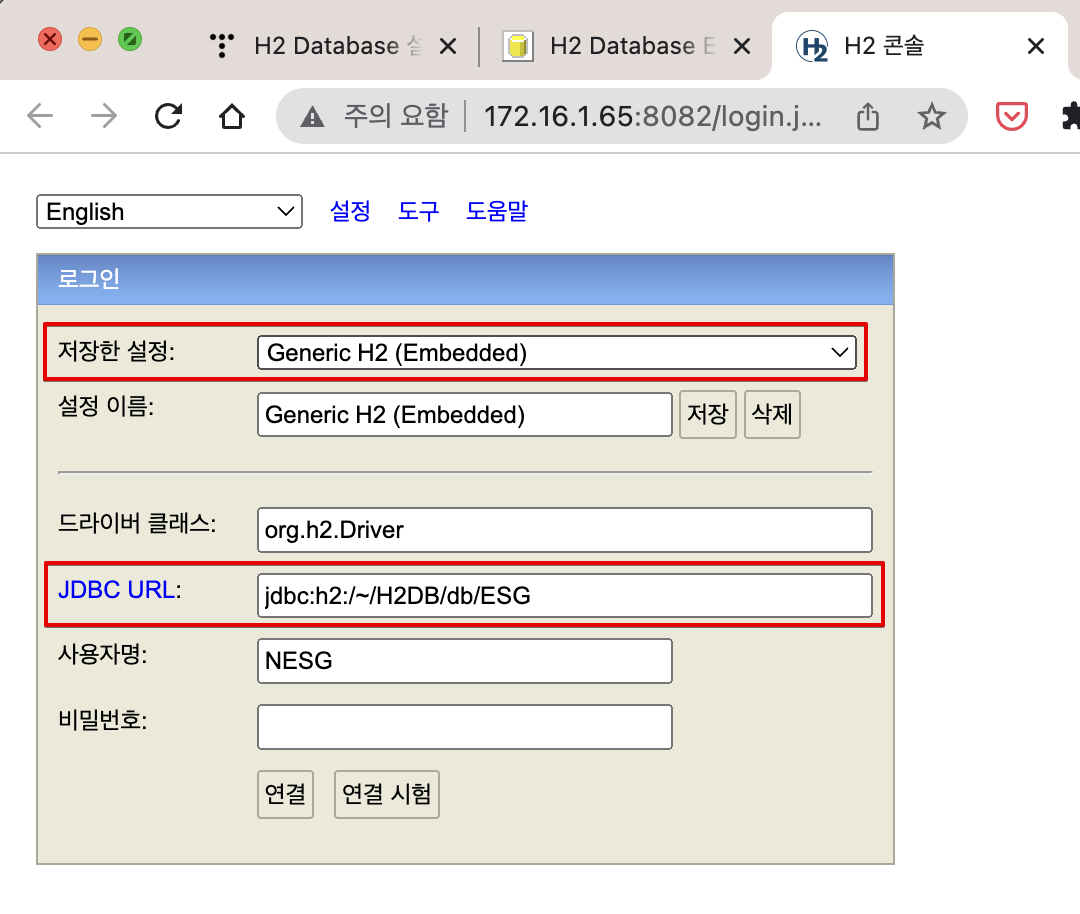 H2 Database 설
H2 Database E
H2 콘솔
주의 요함 172.16.1.65:8082/login.j...
English 설정 도구 도움말
로그인
저장한 설정: Generic H2 (Embedded)
설정 이름: Generic H2 (Embedded) 저장 삭제
드라이버 클래스: org.h2.Driver
JDBC URL: jdbc:h2:/~/H2DB/db/ESG
사용자명: NESG
비밀번호:
연결 연결 시험